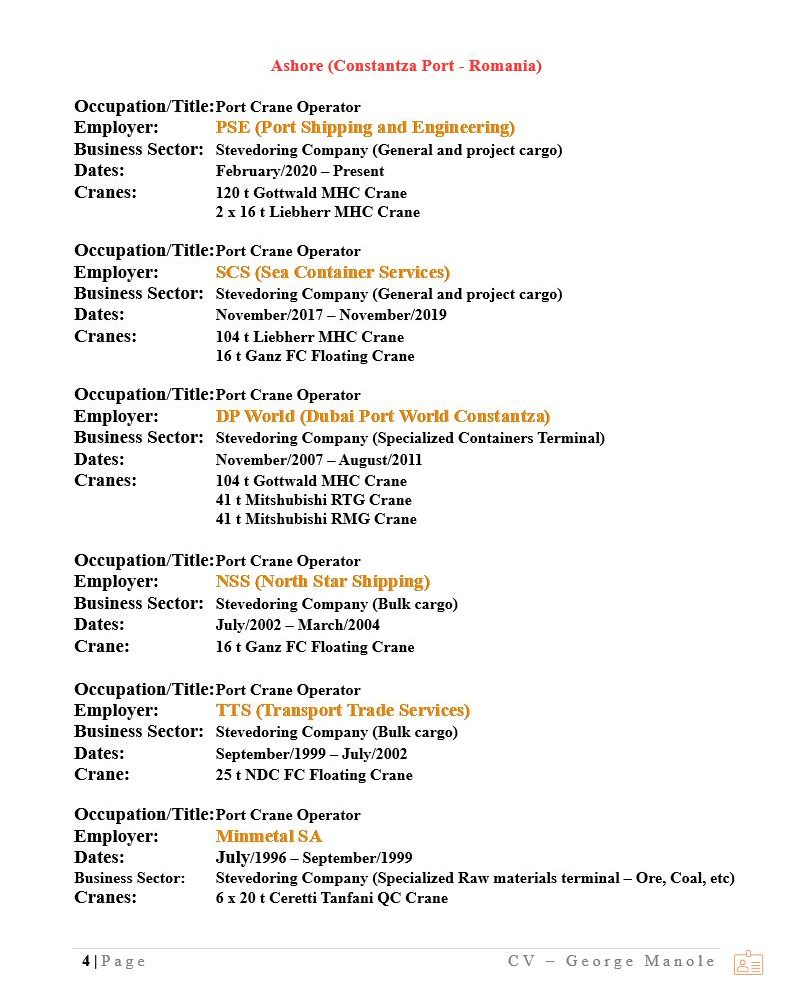 Ashore (Constantza Port - Romania)
Occupation/Title: Port Crane Operator
Employer: PSE (Port Shipping and Engineering)
Business Sector: Stevedoring Company (General and project cargo)
Dates: February/2020 – Present
Cranes: 120 t Gottwald MHC Crane
2 x 16 t Liebherr MHC Crane
Occupation/Title: Port Crane Operator
Employer: SCS (Sea Container Services)
Business Sector: Stevedoring Company (General and project cargo)
Dates: November/2017 – November/2019
Cranes: 104 t Liebherr MHC Crane
16 t Ganz FC Floating Crane
Occupation/Title: Port Crane Operator
Employer: DP World (Dubai Port World Constantza)
Business Sector: Stevedoring Company (Specialized Containers Terminal)
Dates: November/2007 – August/2011
Cranes: 104 t Gottwald MHC Crane
41 t Mitshubishi RTG Crane
41 t Mitshubishi RMG Crane
Occupation/Title: Port Crane Operator
Employer: NSS (North Star Shipping)
Business Sector: Stevedoring Company (Bulk cargo)
Dates: July/2002 – March/2004
Crane: 16 t Ganz FC Floating Crane
Occupation/Title: Port Crane Operator
Employer: TTS (Transport Trade Services)
Business Sector: Stevedoring Company (Bulk cargo)
Dates: September/1999 – July/2002
Crane: 25 t NDC FC Floating Crane
Occupation/Title: Port Crane Operator
Employer: Minmetal SA
Dates: July/1996 – September/1999
Business Sector: Stevedoring Company (Specialized Raw materials terminal – Ore, Coal, etc)
Cranes: 6 x 20 t Ceretti Tanfani QC Crane
4 | Page CV – George Manole